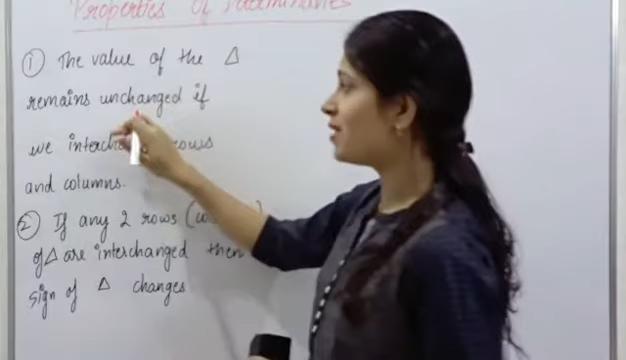 Properties Of Determinants
① The value of the Δ
remains unchanged if
we interchange rows
and columns.
② If any 2 rows
of Δ are interchanged then
sign of Δ changes